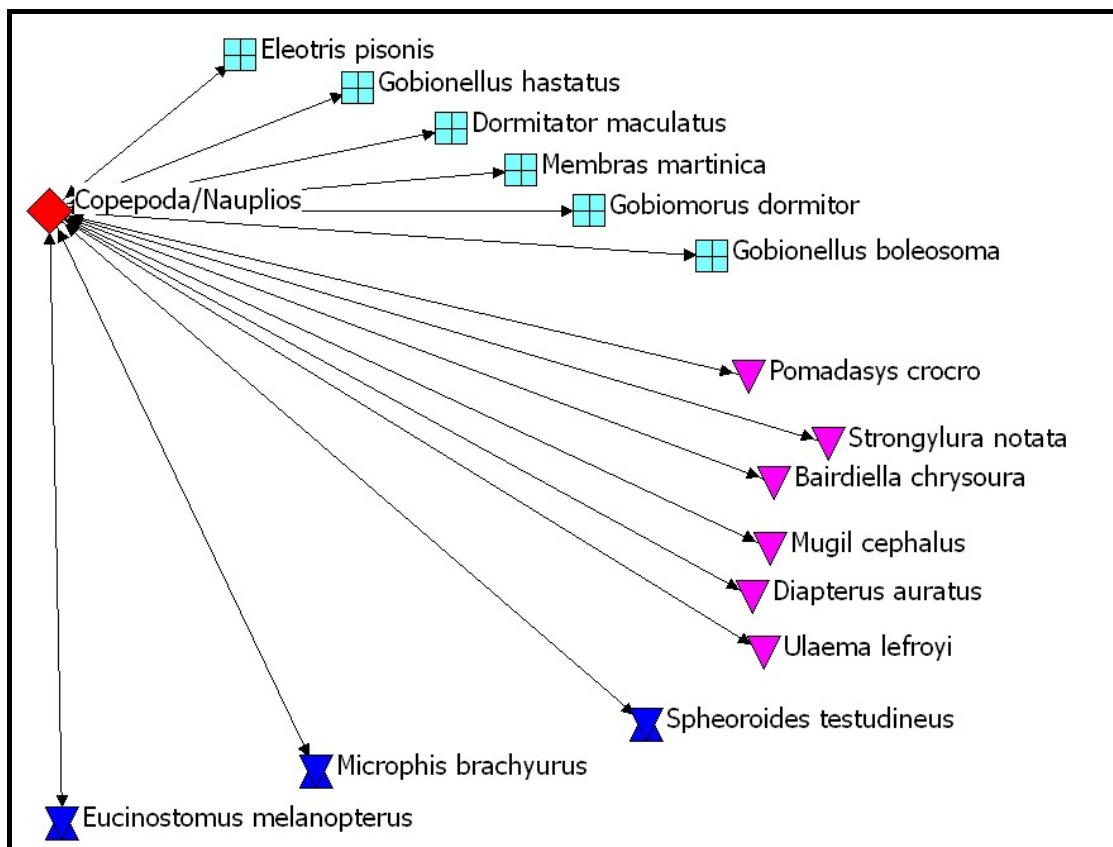 Eleotris pisonis
Gobionellus hastatus
Dormitator maculatus
Membras martinica
Copepoda/Nauplios
Gobiomorus dormitor
Gobionellus boleosoma
Pomadasys crocro
Strongylura notata
Bairdiella chrysoura
Mugil cephalus
Diapterus auratus
Ulaema lefroyi
Spheoroides testudineus
Microphis brachyurus
Eucinostomus melanopterus